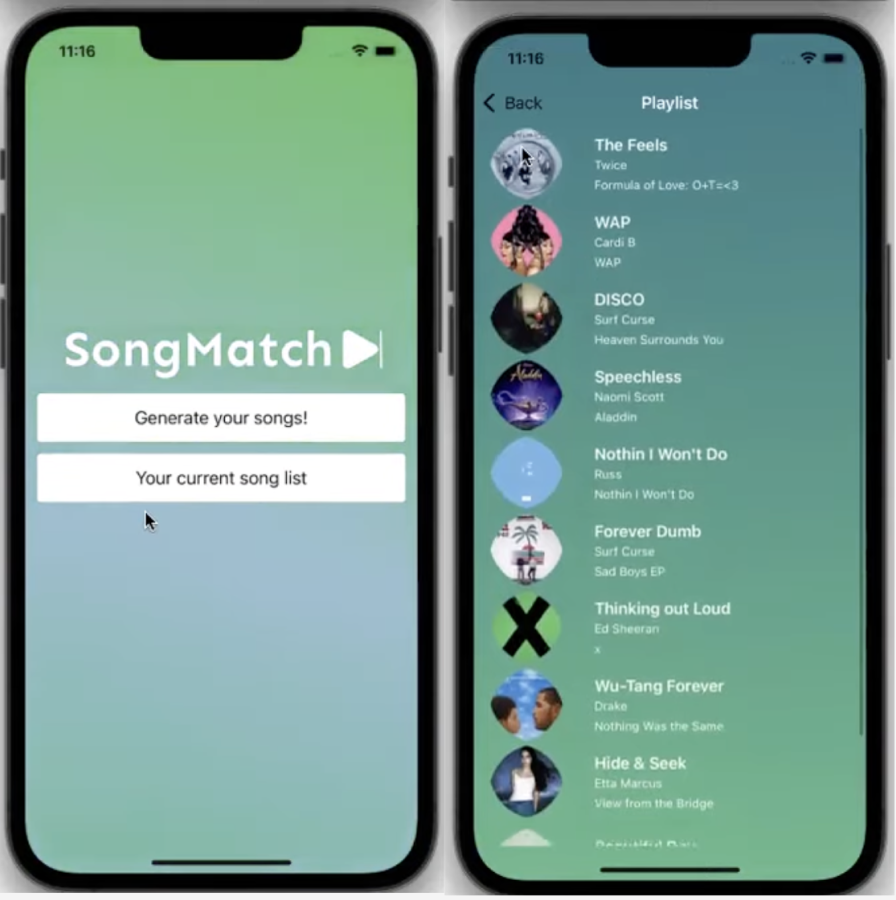 11:16
SongMatch
Generate your songs!
Your current song list
11:16
Back
Playlist
The Feels
Twice
Formula of Love: O+T=<3
WAP
Cardi B
WAP
DISCO
Surf Curse
Heaven Surrounds You
Aladdin
Speechless
Naomi Scott
Aladdin
Nothin I Won't Do
Russ
Nothin I Won't Do
Forever Dumb
Surf Curse
Sad Boys EP
Thinking out Loud
Ed Sheeran
x
Wu-Tang Forever
Drake
Nothing Was the Same
Hide & Seek
Etta Marcus
View from the Bridge